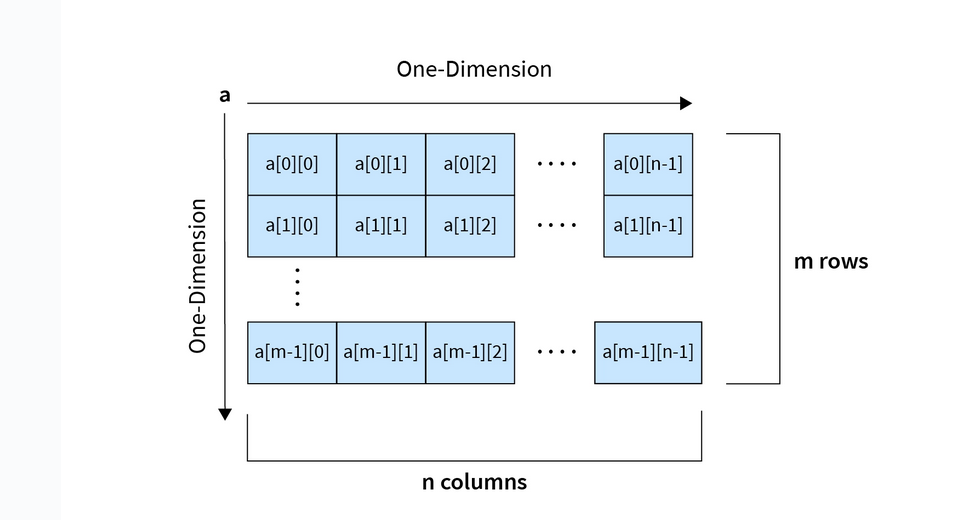 One-Dimension
a
a[0][0] a[0][1] a[0][2] .... a[0][n-1]
a[1][0] a[1][1] a[1][2] .... a[1][n-1]
One-Dimension
m rows
a[m-1][0] a[m-1][1] a[m-1][2] .... a[m-1][n-1]
n columns